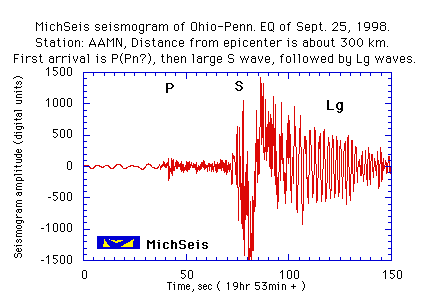 MichSeis seismogram of Ohio-Penn. EQ of Sept. 25, 1998.
Station: AAMN, Distance from epicenter is about 300 km.
First arrival is P(Pn?), then large S wave, followed by Lg waves.
Seismogram amplitude (digital units)
1500
1000
500
0
-500
-1000
-1500
P
S
Lg
MichSeis
0
50
100
150
Time, sec ( 19hr 53min + )